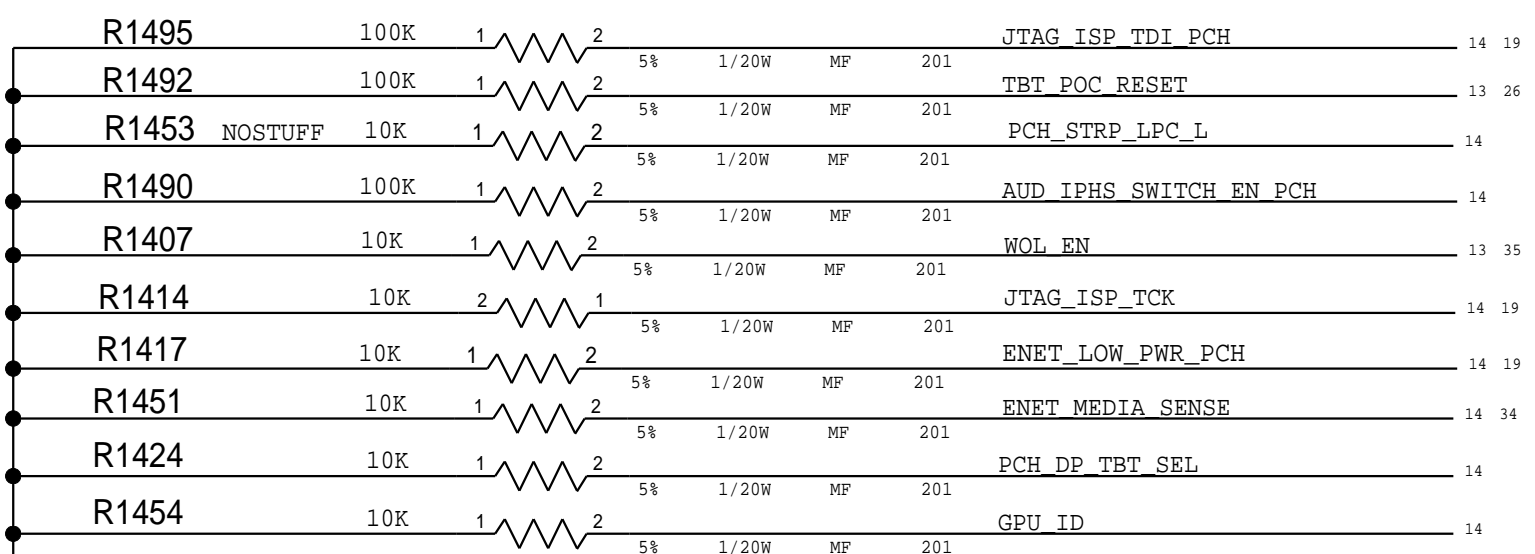 R1495 100K 1 2 JTAG_ISP_TDI_PCH 14 19
5% 1/20W MF 201
R1492 100K 1 2 TBT_POC_RESET 13 26
5% 1/20W MF 201
R1453 NOSTUFF 10K 1 2 PCH_STRP_LPC_L 14
5% 1/20W MF 201
R1490 100K 1 2 AUD_IPHS_SWITCH_EN_PCH 14
5% 1/20W MF 201
R1407 10K 1 2 WOL_EN 13 35
5% 1/20W MF 201
R1414 10K 2 1 JTAG_ISP_TCK 14 19
5% 1/20W MF 201
R1417 10K 1 2 ENET_LOW_PWR_PCH 14 19
5% 1/20W MF 201
R1451 10K 1 2 ENET_MEDIA_SENSE 14 34
5% 1/20W MF 201
R1424 10K 1 2 PCH_DP_TBT_SEL 14
5% 1/20W MF 201
R1454 10K 1 2 GPU_ID 14
5% 1/20W MF 201